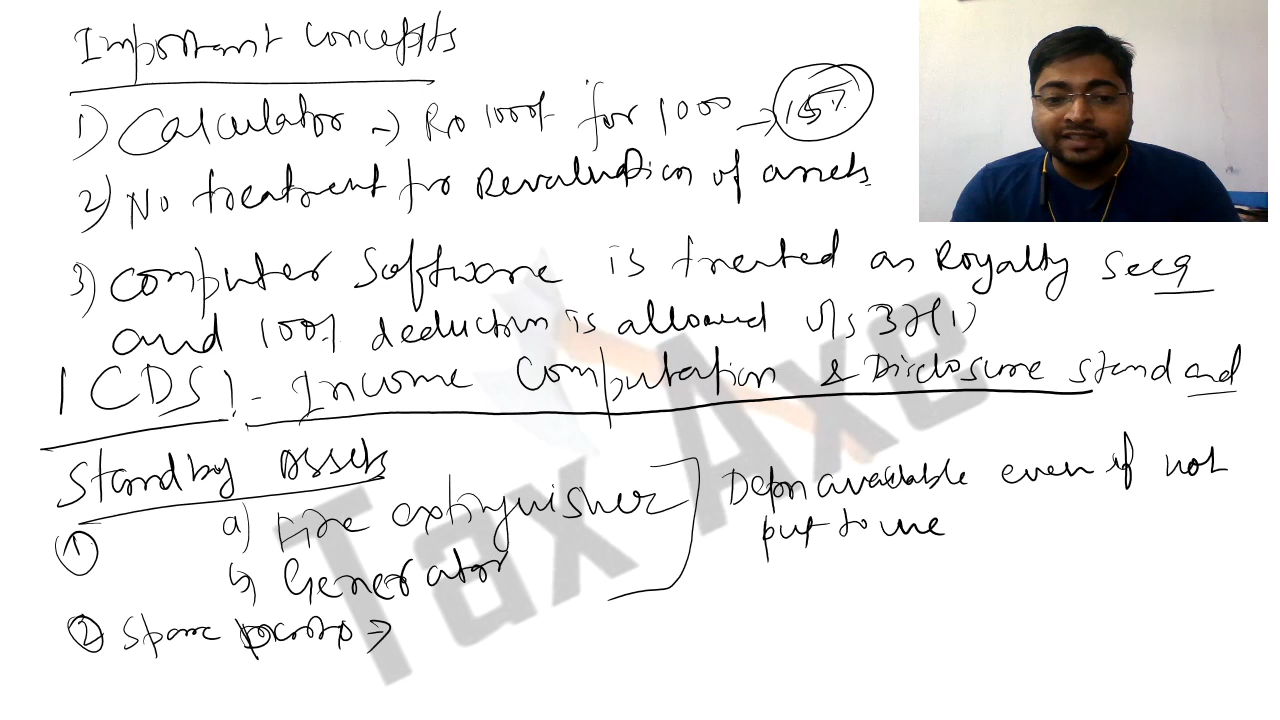 Important concepts
1) Calculator → Rs 100/- for 1000 → 15%
2) No treatment for Revaluation of assets
3) Computer Software is treated as Royalty sec 9
and 100% deduction is allowed u/s 37(1)
ICDS :- Income Computation & Disclosure standard
Standby assets
① a) Fire extinguisher
b) Generator
Depn available even if not
put to use
② Spare parts →
Tax Axe